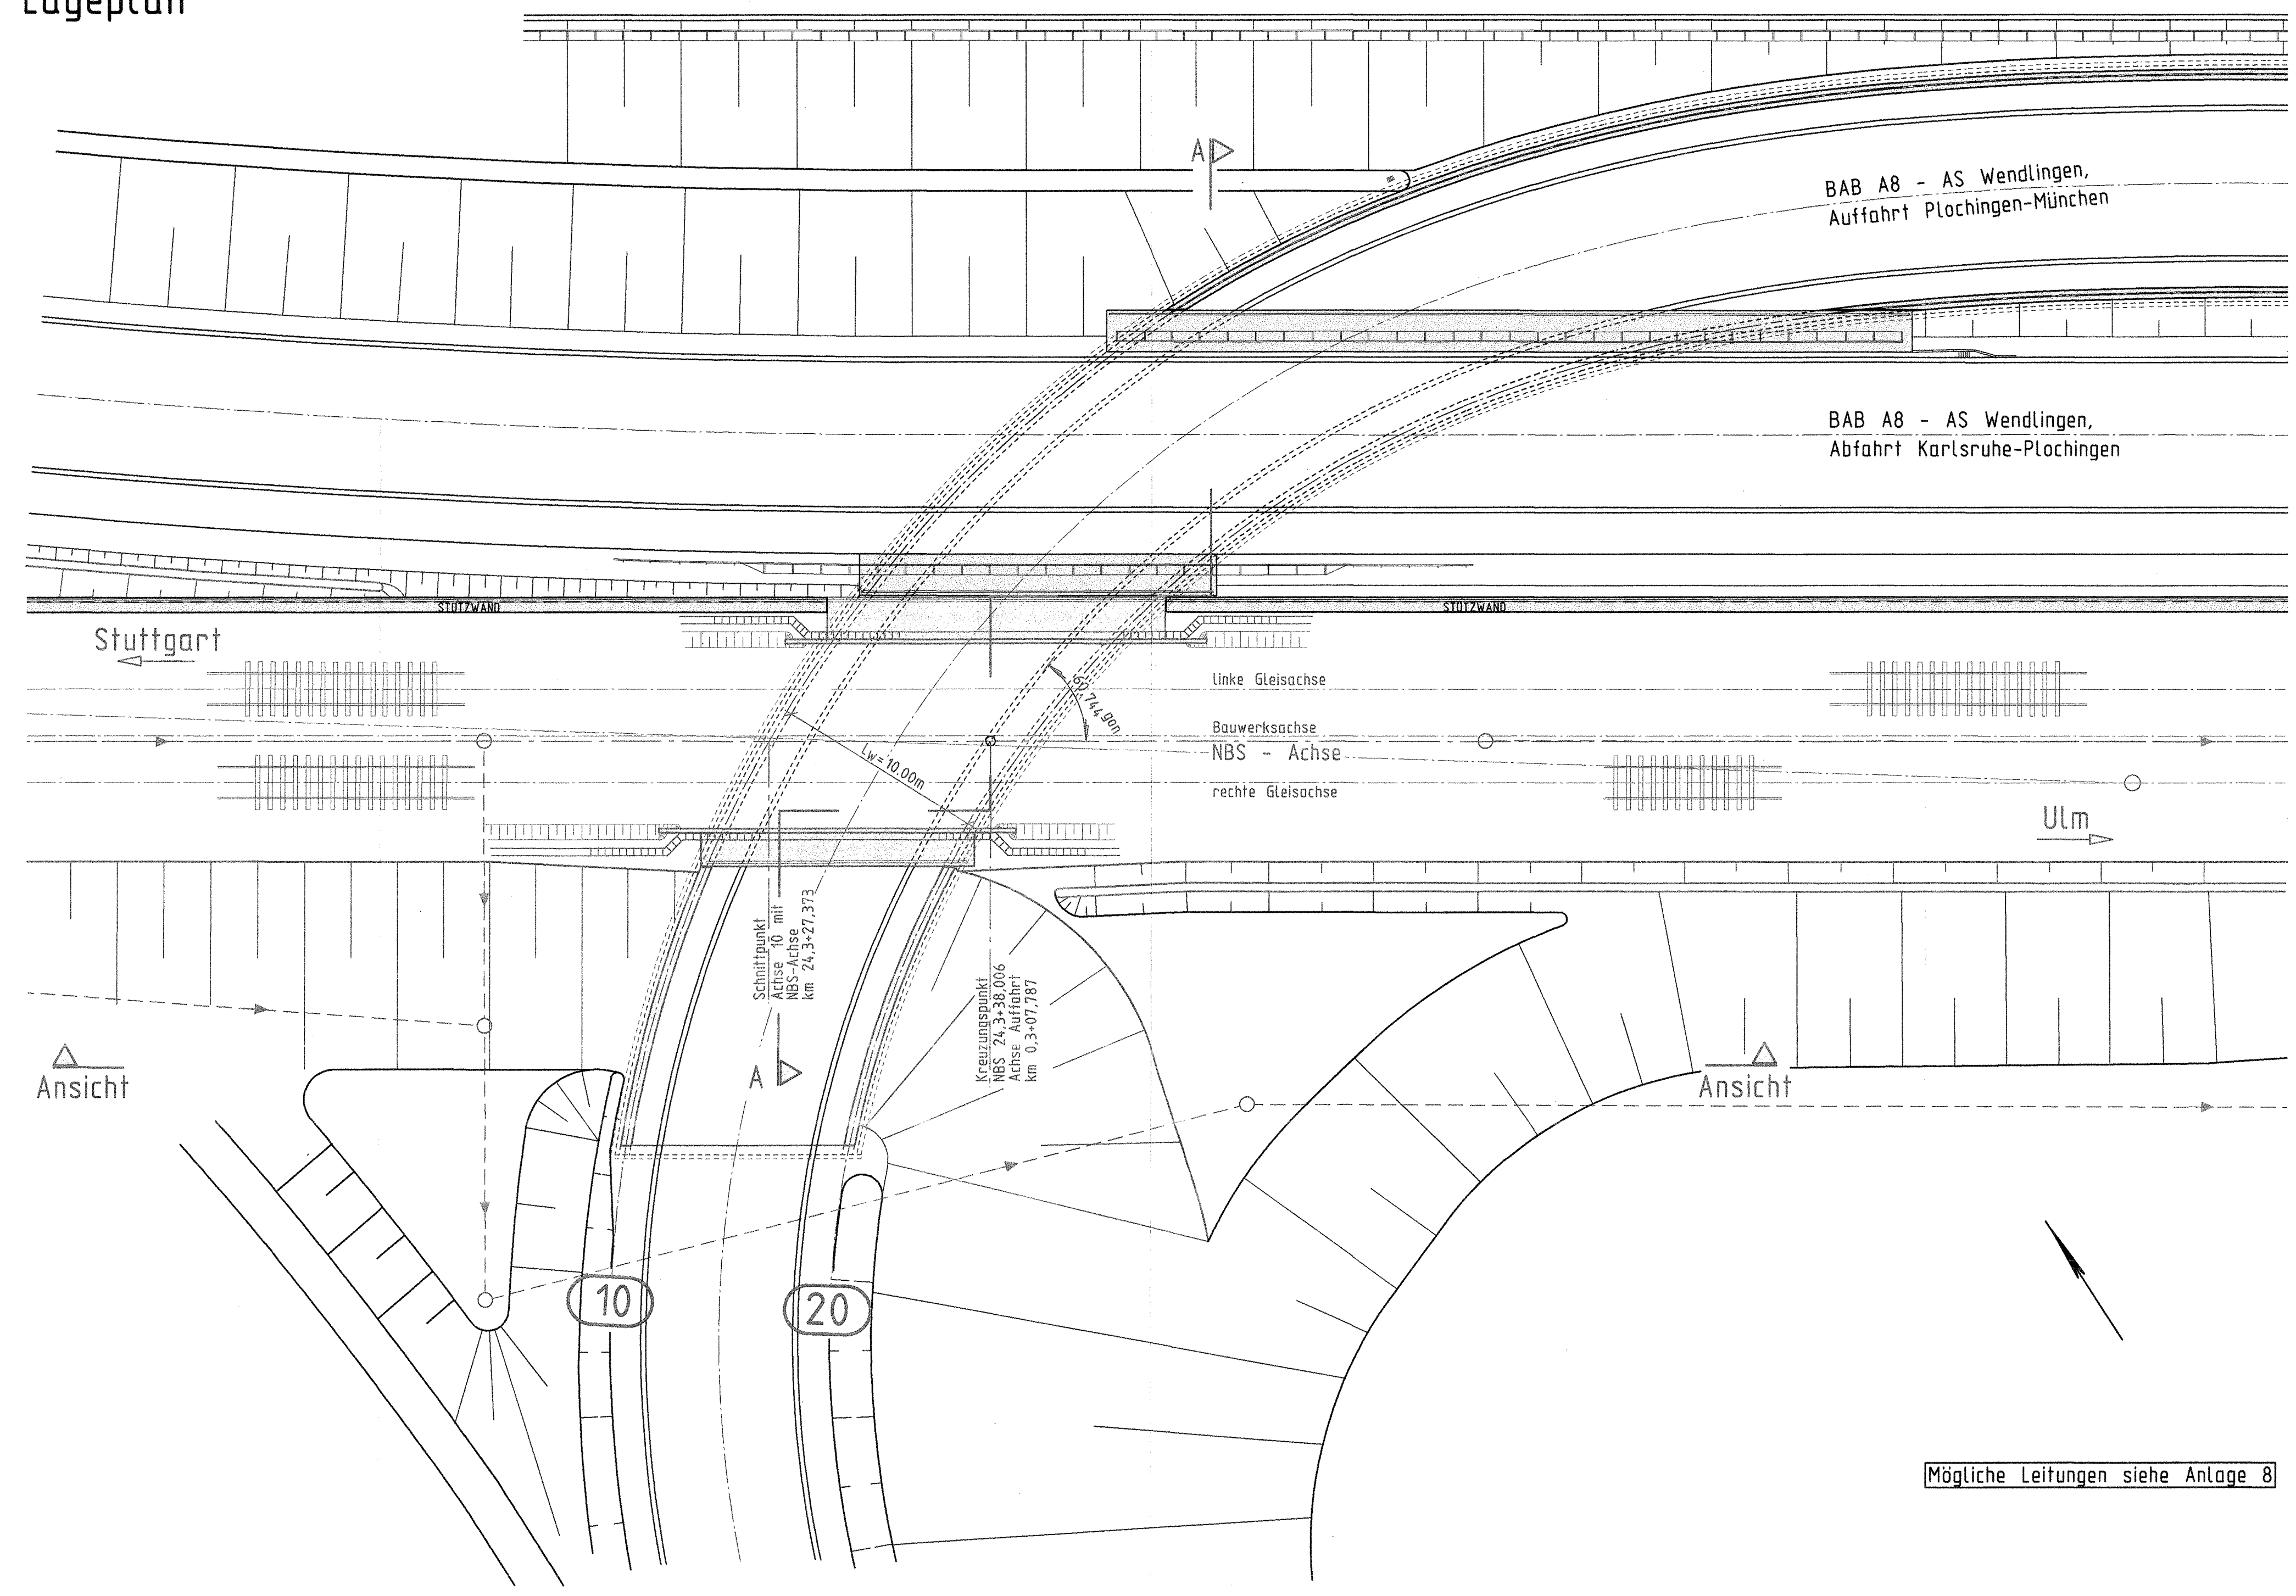 Lageplan
A
BAB A8 - AS Wendlingen,
Auffahrt Plochingen-München
BAB A8 - AS Wendlingen,
Abfahrt Karlsruhe-Plochingen
STÜTZWAND
STÜTZWAND
Stuttgart
linke Gleisachse
60,744 gon
Bauwerksachse
NBS - Achse
Lw=10.00m
rechte Gleisachse
Ulm
Schnittpunkt
Achse 10 mit
NBS-Achse
km 24,3+27,373
Kreuzungspunkt
NBS 24,3+38,006
Achse Auffahrt
km 0,3+07,787
A
Ansicht
Ansicht
10
20
Mögliche Leitungen siehe Anlage 8